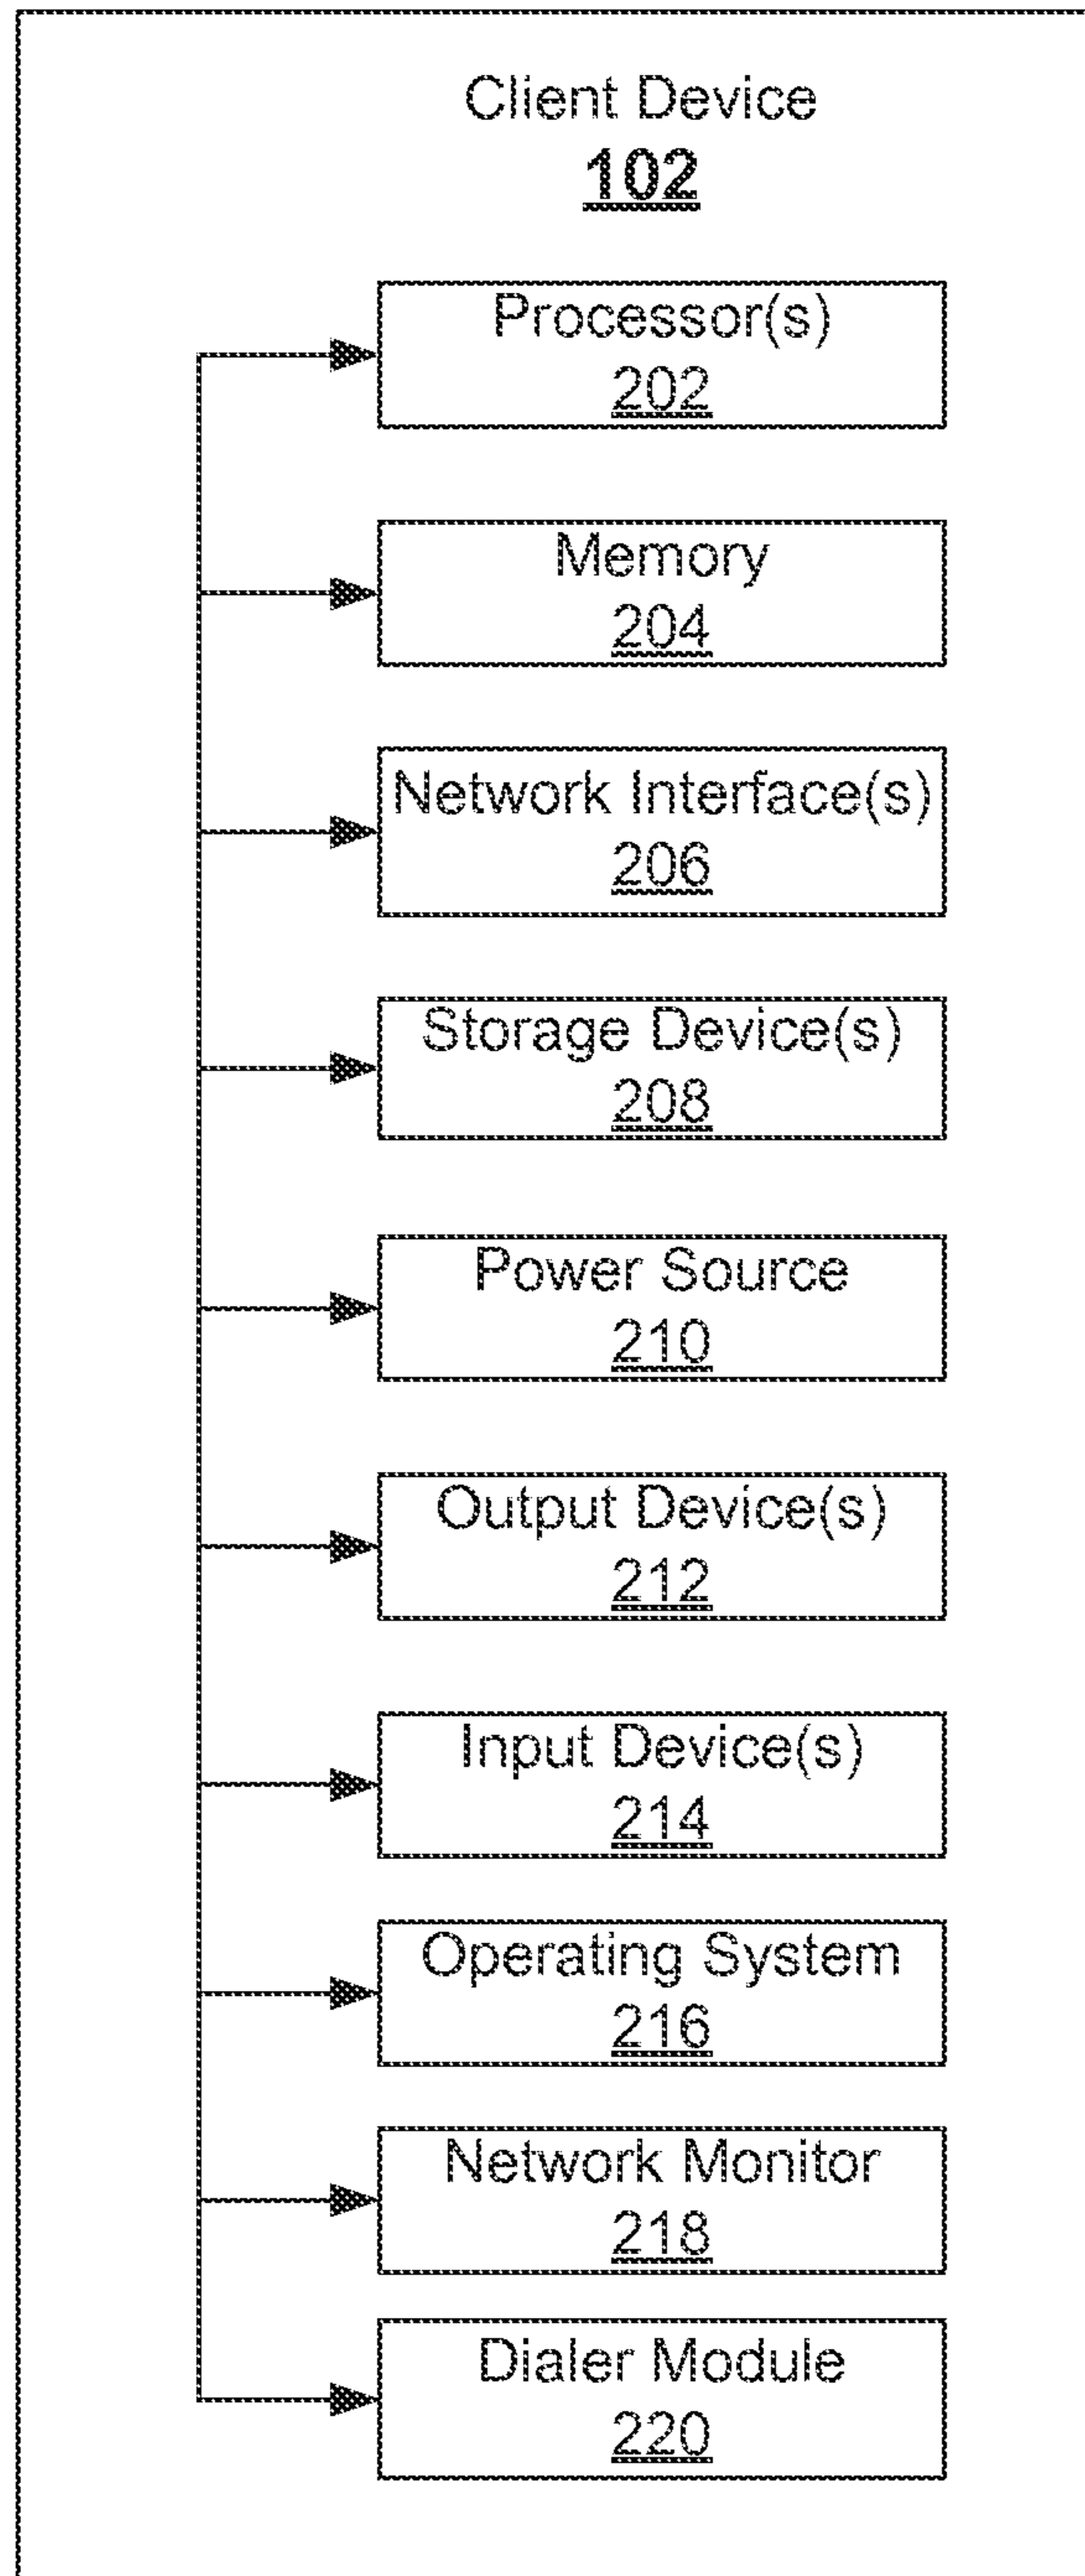 Client Device
102
Processor(s)
202
Memory
204
Network Interface(s)
206
Storage Device(s)
208
Power Source
210
Output Device(s)
212
Input Device(s)
214
Operating System
216
Network Monitor
218
Dialer Module
220